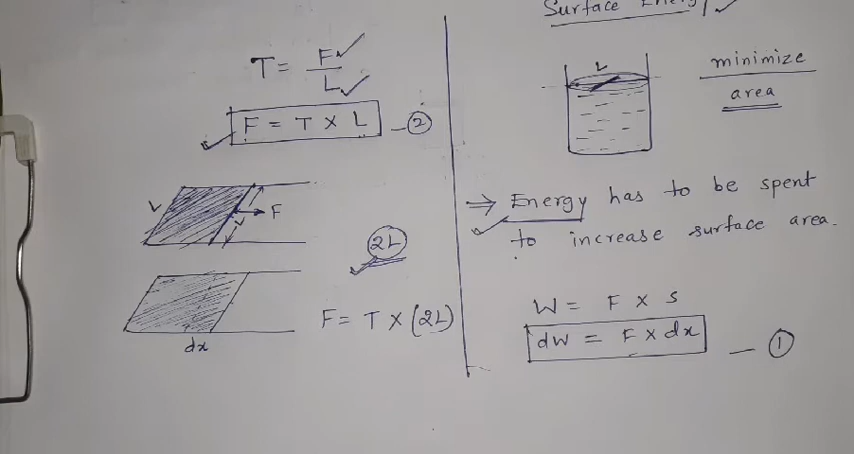 T = F
L
F = T X L — ②
F
L
2L
F = T X (2L)
dx
Surface Energy
L
minimize
area
⇒ Energy has to be spent
to increase surface area.
W = F X S
dW = F X dx — ①